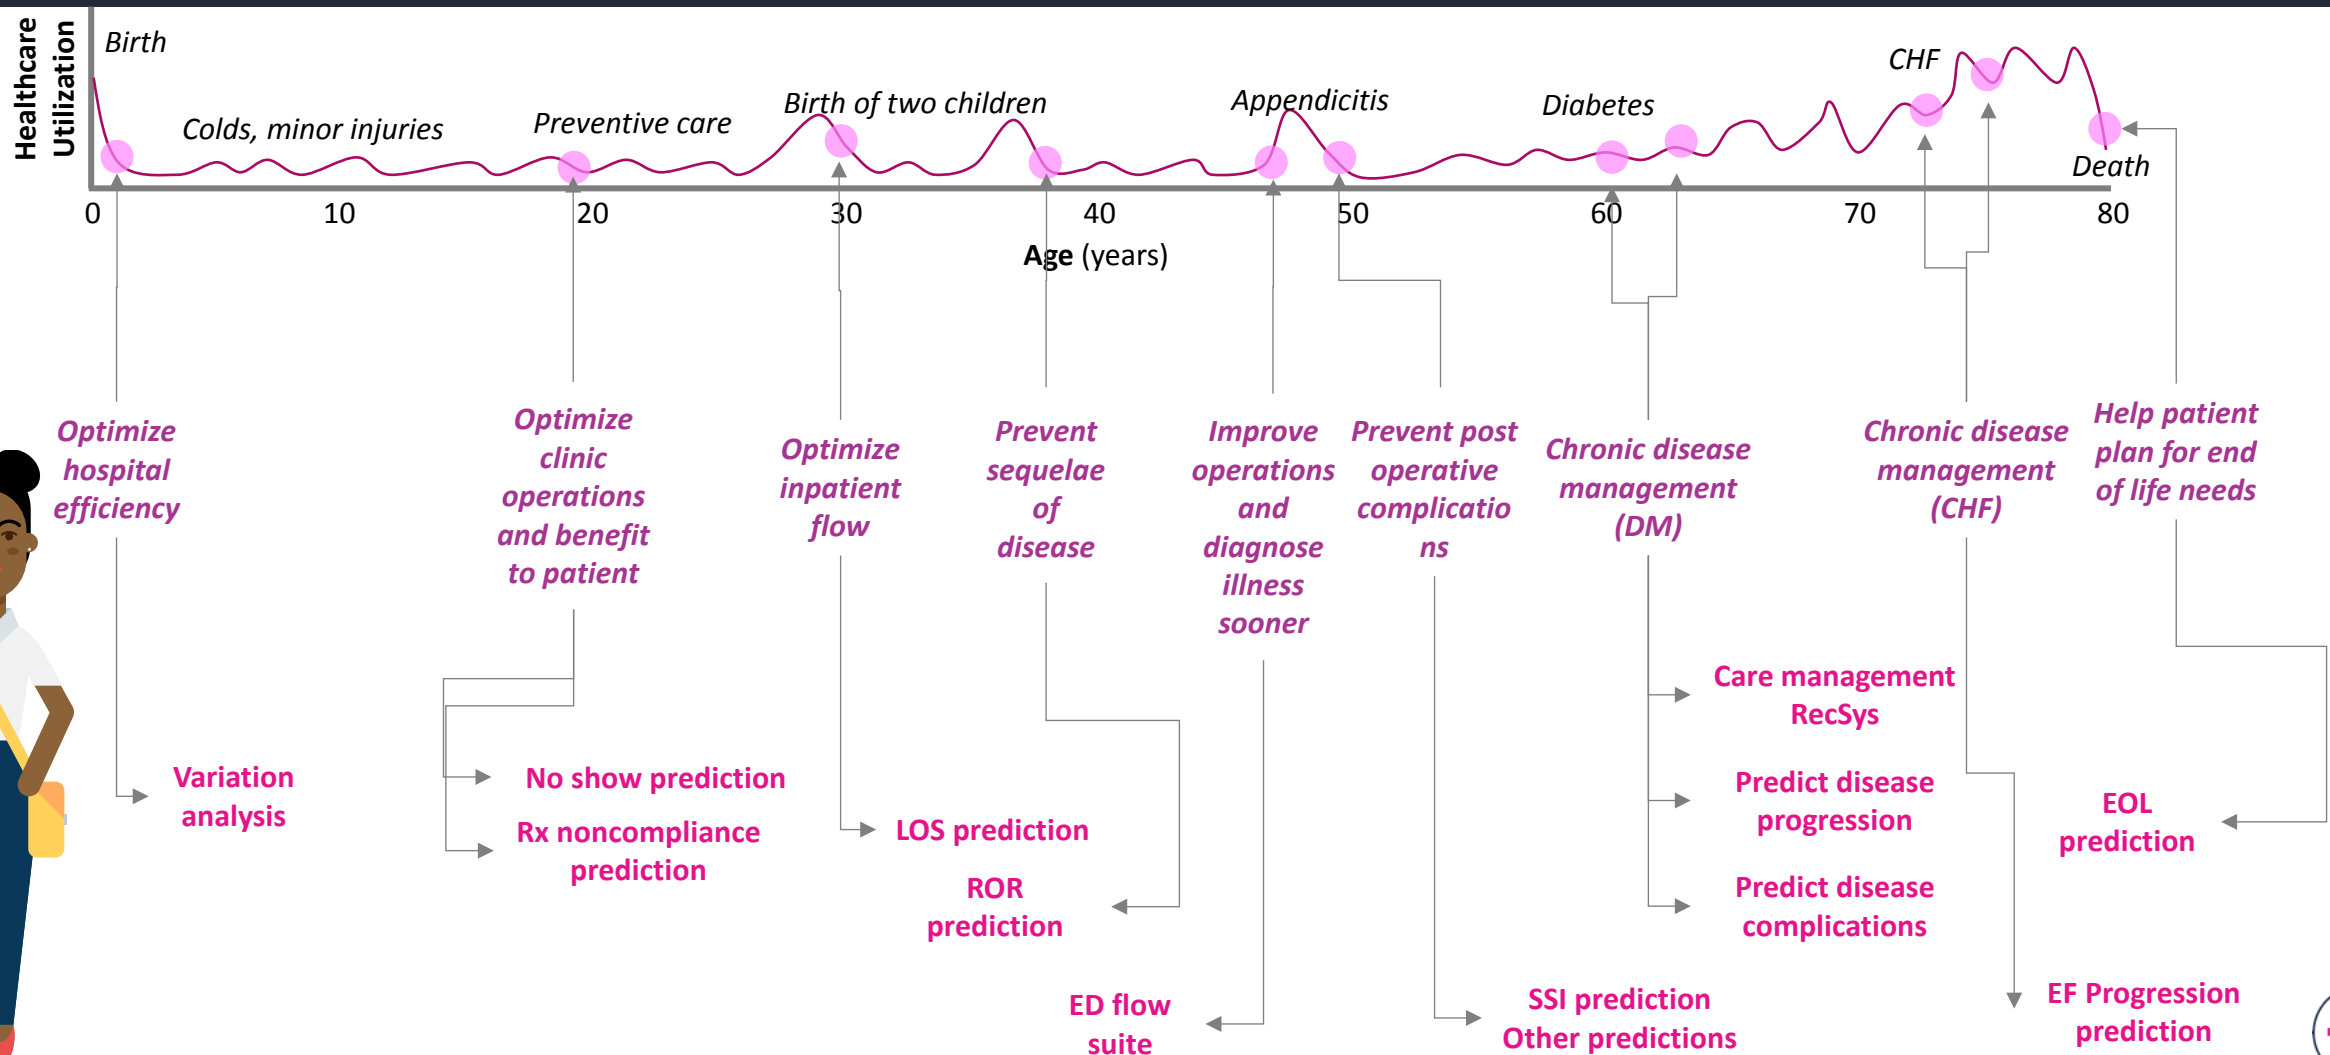 Healthcare
Utilization
Birth
Colds, minor injuries
Preventive care
Birth of two children
Appendicitis
Diabetes
CHF
Death
0
10
20
30
40
50
60
70
80
Age (years)
Optimize
hospital
efficiency
Optimize
clinic
operations
and benefit
to patient
Optimize
inpatient
flow
Prevent
sequelae
of
disease
Improve
operations
and
diagnose
illness
sooner
Prevent post
operative
complicatio
ns
Chronic disease
management
(DM)
Chronic disease
management
(CHF)
Help patient
plan for end
of life needs
Variation
analysis
No show prediction
Rx noncompliance
prediction
LOS prediction
ROR
prediction
ED flow
suite
SSI prediction
Other predictions
Care management
RecSys
Predict disease
progression
Predict disease
complications
EF Progression
prediction
EOL
prediction